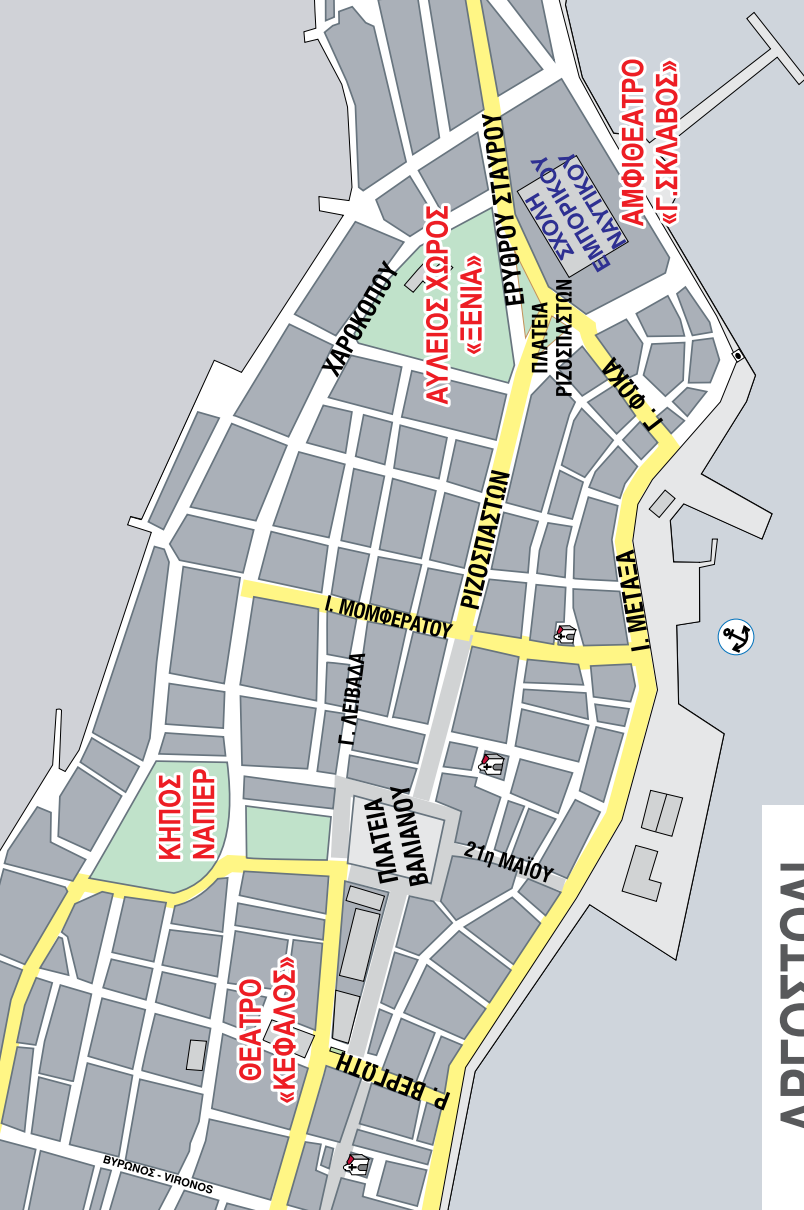 ΑΜΦΙΘΕΑΤΡΟ
«Γ.ΣΚΛΑΒΟΣ»
ΣΧΟΛΗ
ΕΜΠΟΡΙΚΟΥ
ΝΑΥΤΙΚΟΥ
ΕΡΥΘΡΟΥ ΣΤΑΥΡΟΥ
ΑΥΛΕΙΟΣ ΧΩΡΟΣ
«ΞΕΝΙΑ»
ΧΑΡΟΚΟΠΟΥ
ΠΛΑΤΕΙΑ
ΡΙΖΟΣΠΑΣΤΩΝ
Γ. ΦΩΚΑ
ΡΙΖΟΣΠΑΣΤΩΝ
Ι. ΜΕΤΑΞΑ
Ι. ΜΟΜΦΕΡΑΤΟΥ
Γ. ΛΕΙΒΑΔΑ
ΚΗΠΟΣ
ΝΑΠΙΕΡ
ΠΛΑΤΕΙΑ
ΒΑΛΙΑΝΟΥ
21η ΜΑΪΟΥ
ΘΕΑΤΡΟ
«ΚΕΦΑΛΟΣ»
Ρ. ΒΕΡΓΩΤΗ
ΒΥΡΩΝΟΣ - VIRONOS
ΑΡΓΟΣΤΟΛΙ